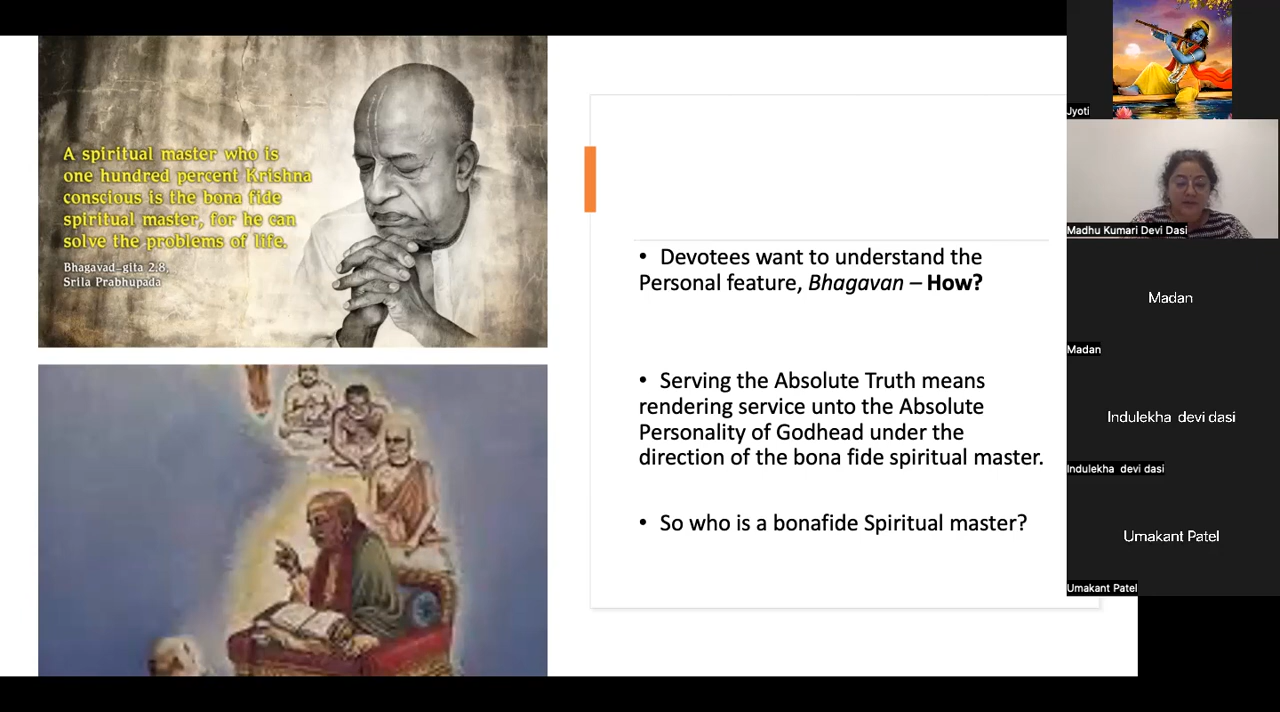 A spiritual master who is
one hundred percent Krishna
conscious is the bona fide
spiritual master, for he can
solve the problems of life.
Bhagavad-gita 2.8,
Srila Prabhupada
• Devotees want to understand the
Personal feature, Bhagavan – How?
• Serving the Absolute Truth means
rendering service unto the Absolute
Personality of Godhead under the
direction of the bona fide spiritual master.
• So who is a bonafide Spiritual master?
Jyoti
Madhu Kumari Devi Dasi
Madan
Madan
Indulekha devi dasi
Indulekha devi dasi
Umakant Patel
Umakant Patel